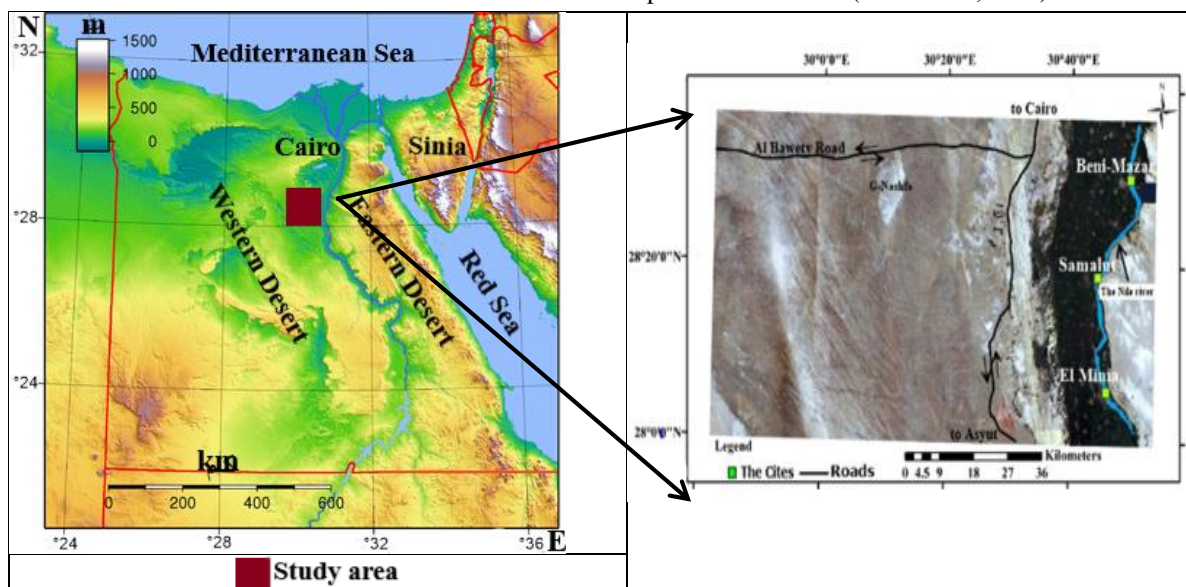 N
m
1500
1000
500
0
°32
°28
°24
Mediterranean Sea
Cairo
Sinia
Western Desert
Eastern Desert
Red Sea
km
0 200 400 600
°24 °28 °32 °36
E
Study area
30°0'0"E 30°20'0"E 30°40'0"E
N
to Cairo
Al Bawety Road
G-Nashfa
Beni-Mazar
28°20'0"N
Samalut
The Nile river
El Minia
28°0'0"N
to Asyut
Legend
Kilometers
The Cites Roads
0 4.5 9 18 27 36